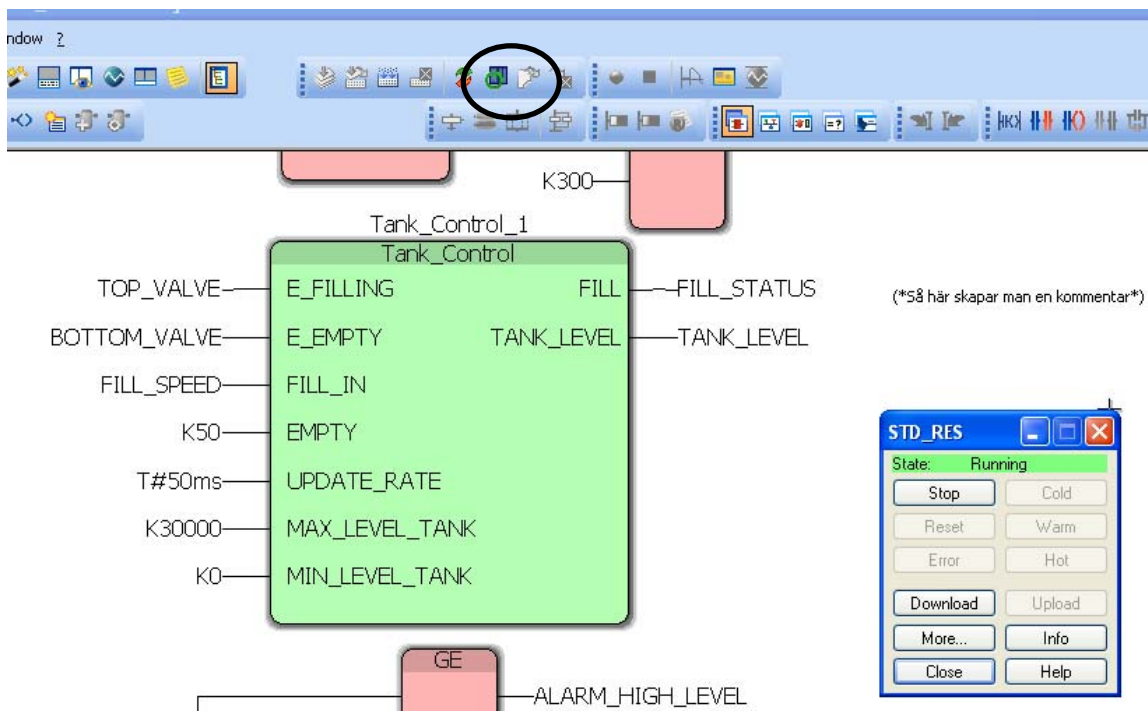 ndow ?
K300
Tank_Control_1
Tank_Control
TOP_VALVE E_FILLING FILL FILL_STATUS
(*Så här skapar man en kommentar*)
BOTTOM_VALVE E_EMPTY TANK_LEVEL TANK_LEVEL
FILL_SPEED FILL_IN
K50 EMPTY
T#50ms UPDATE_RATE
K30000 MAX_LEVEL_TANK
K0 MIN_LEVEL_TANK
STD_RES
State: Running
Stop Cold
Reset Warm
Error Hot
Download Upload
More... Info
Close Help
GE
ALARM_HIGH_LEVEL